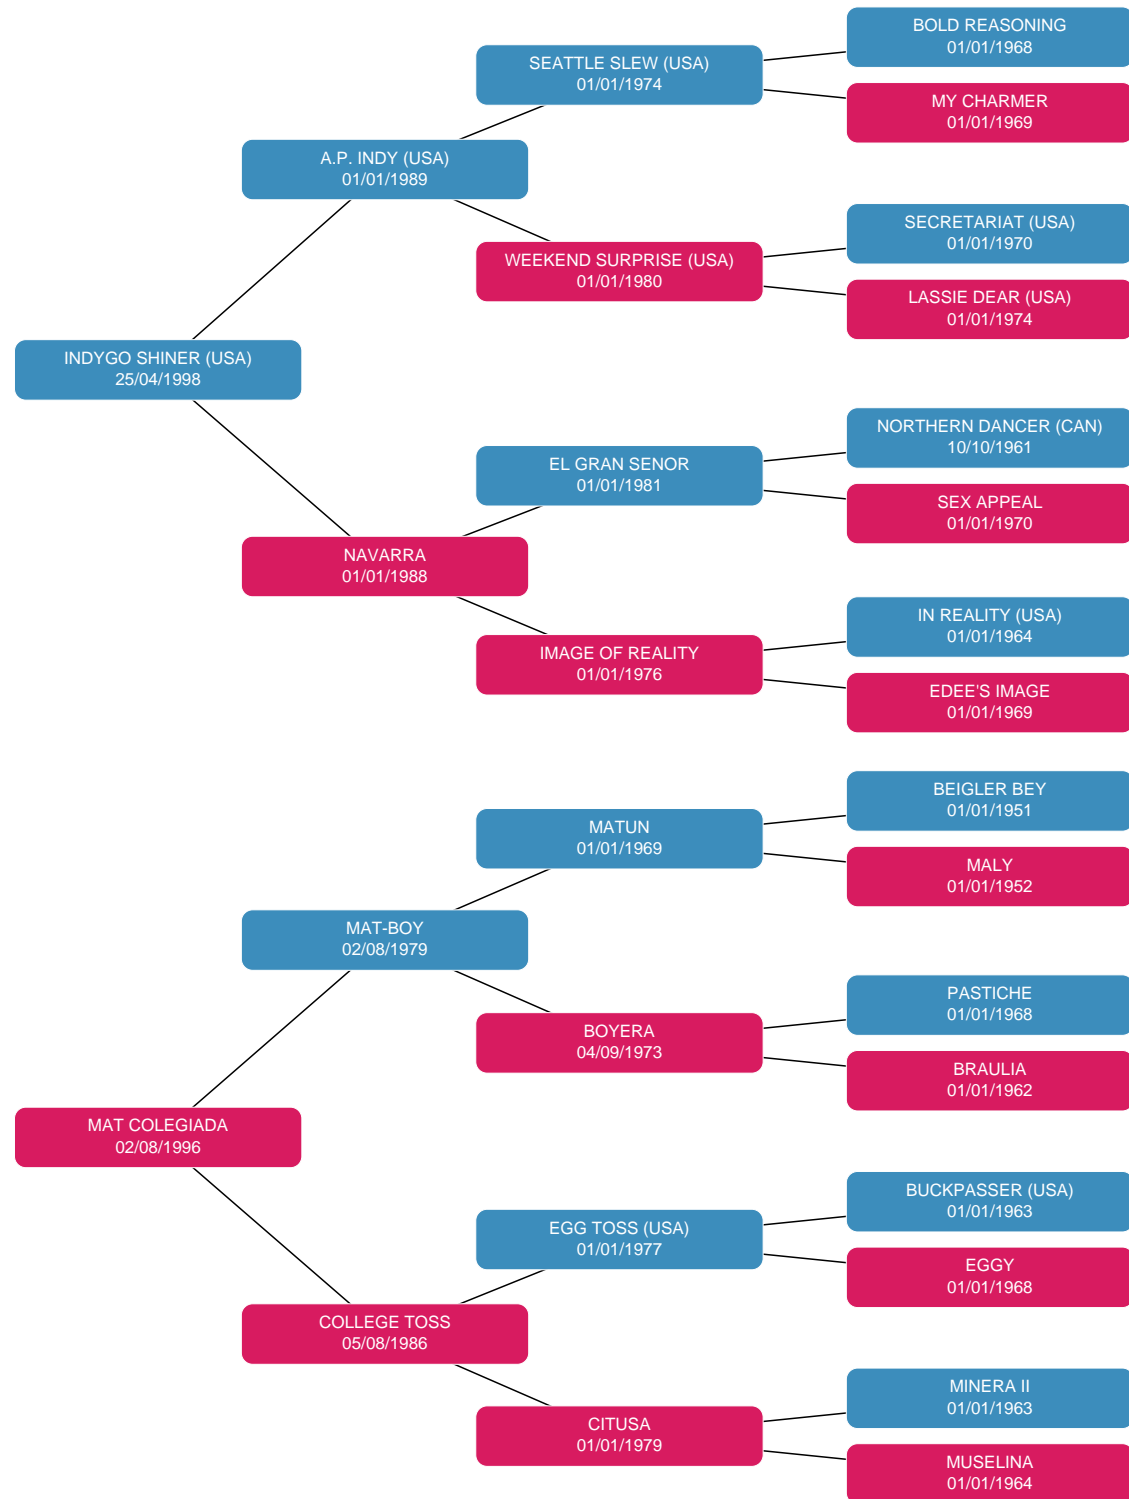 BOLD REASONING
01/01/1968
SEATTLE SLEW (USA)
01/01/1974
MY CHARMER
01/01/1969
A.P. INDY (USA)
01/01/1989
SECRETARIAT (USA)
01/01/1970
WEEKEND SURPRISE (USA)
01/01/1980
LASSIE DEAR (USA)
01/01/1974
INDYGO SHINER (USA)
25/04/1998
NORTHERN DANCER (CAN)
10/10/1961
EL GRAN SENOR
01/01/1981
SEX APPEAL
01/01/1970
NAVARRA
01/01/1988
IN REALITY (USA)
01/01/1964
IMAGE OF REALITY
01/01/1976
EDEE'S IMAGE
01/01/1969
BEIGLER BEY
01/01/1951
MATUN
01/01/1969
MALY
01/01/1952
MAT-BOY
02/08/1979
PASTICHE
01/01/1968
BOYERA
04/09/1973
BRAULIA
01/01/1962
MAT COLEGIADA
02/08/1996
BUCKPASSER (USA)
01/01/1963
EGG TOSS (USA)
01/01/1977
EGGY
01/01/1968
COLLEGE TOSS
05/08/1986
MINERA II
01/01/1963
CITUSA
01/01/1979
MUSELINA
01/01/1964